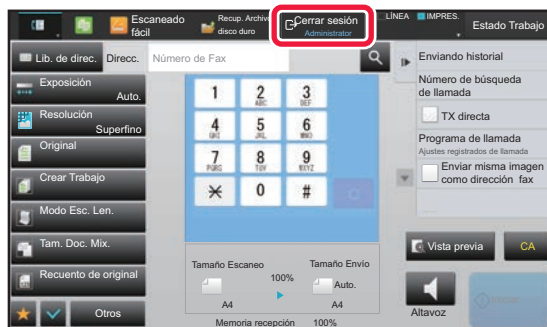 Escaneado
fácil
Recup. Archivo
disco duro
Cerrar sesión
Administrator
LÍNEA
IMPRES.
Estado Trabajo
Lib. de direc.
Direcc.
Número de Fax
Enviando historial
Exposición
Auto.
1
2
ABC
3
DEF
Número de búsqueda
de llamada
Resolución
Superfino
TX directa
4
GHI
5
JKL
6
MNO
Original
Programa de llamada
Ajustes registrados de llamada
7
PQRS
8
TUV
9
WXYZ
Crear Trabajo
Enviar misma imagen
como dirección fax
0
#
Modo Esc. Len.
Tam. Doc. Mix.
Vista previa
CA
Recuento de original
Tamaño Escaneo
100%
Tamaño Envío
Auto.
A4
A4
Altavoz
Iniciar
Otros
Memoria recepción
100%